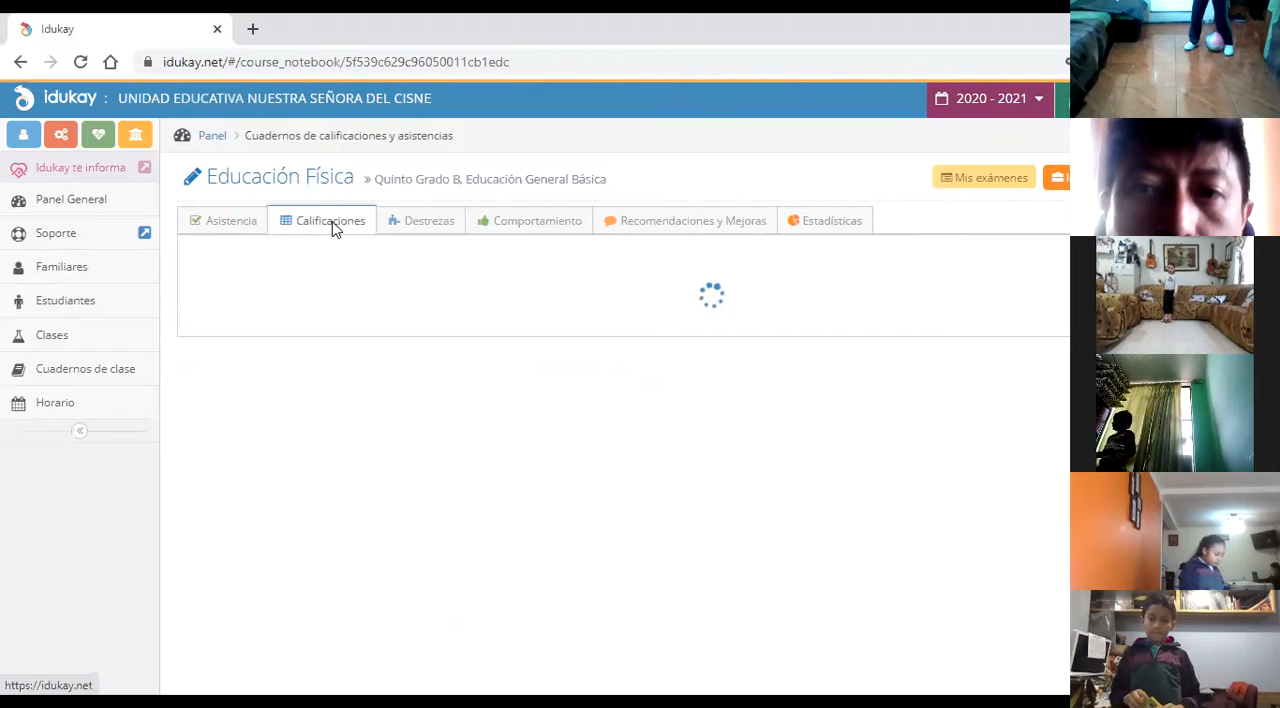 Idukay
idukay.net/#/course_notebook/5f539c629c96050011cb1edc
idukay : UNIDAD EDUCATIVA NUESTRA SEÑORA DEL CISNE
2020 - 2021
Idukay te informa
Panel General
Soporte
Familiares
Estudiantes
Clases
Cuadernos de clase
Horario
Panel > Cuadernos de calificaciones y asistencias
Educación Física » Quinto Grado B, Educación General Básica
Mis exámenes
Asistencia
Calificaciones
Destrezas
Comportamiento
Recomendaciones y Mejoras
Estadísticas
https://idukay.net